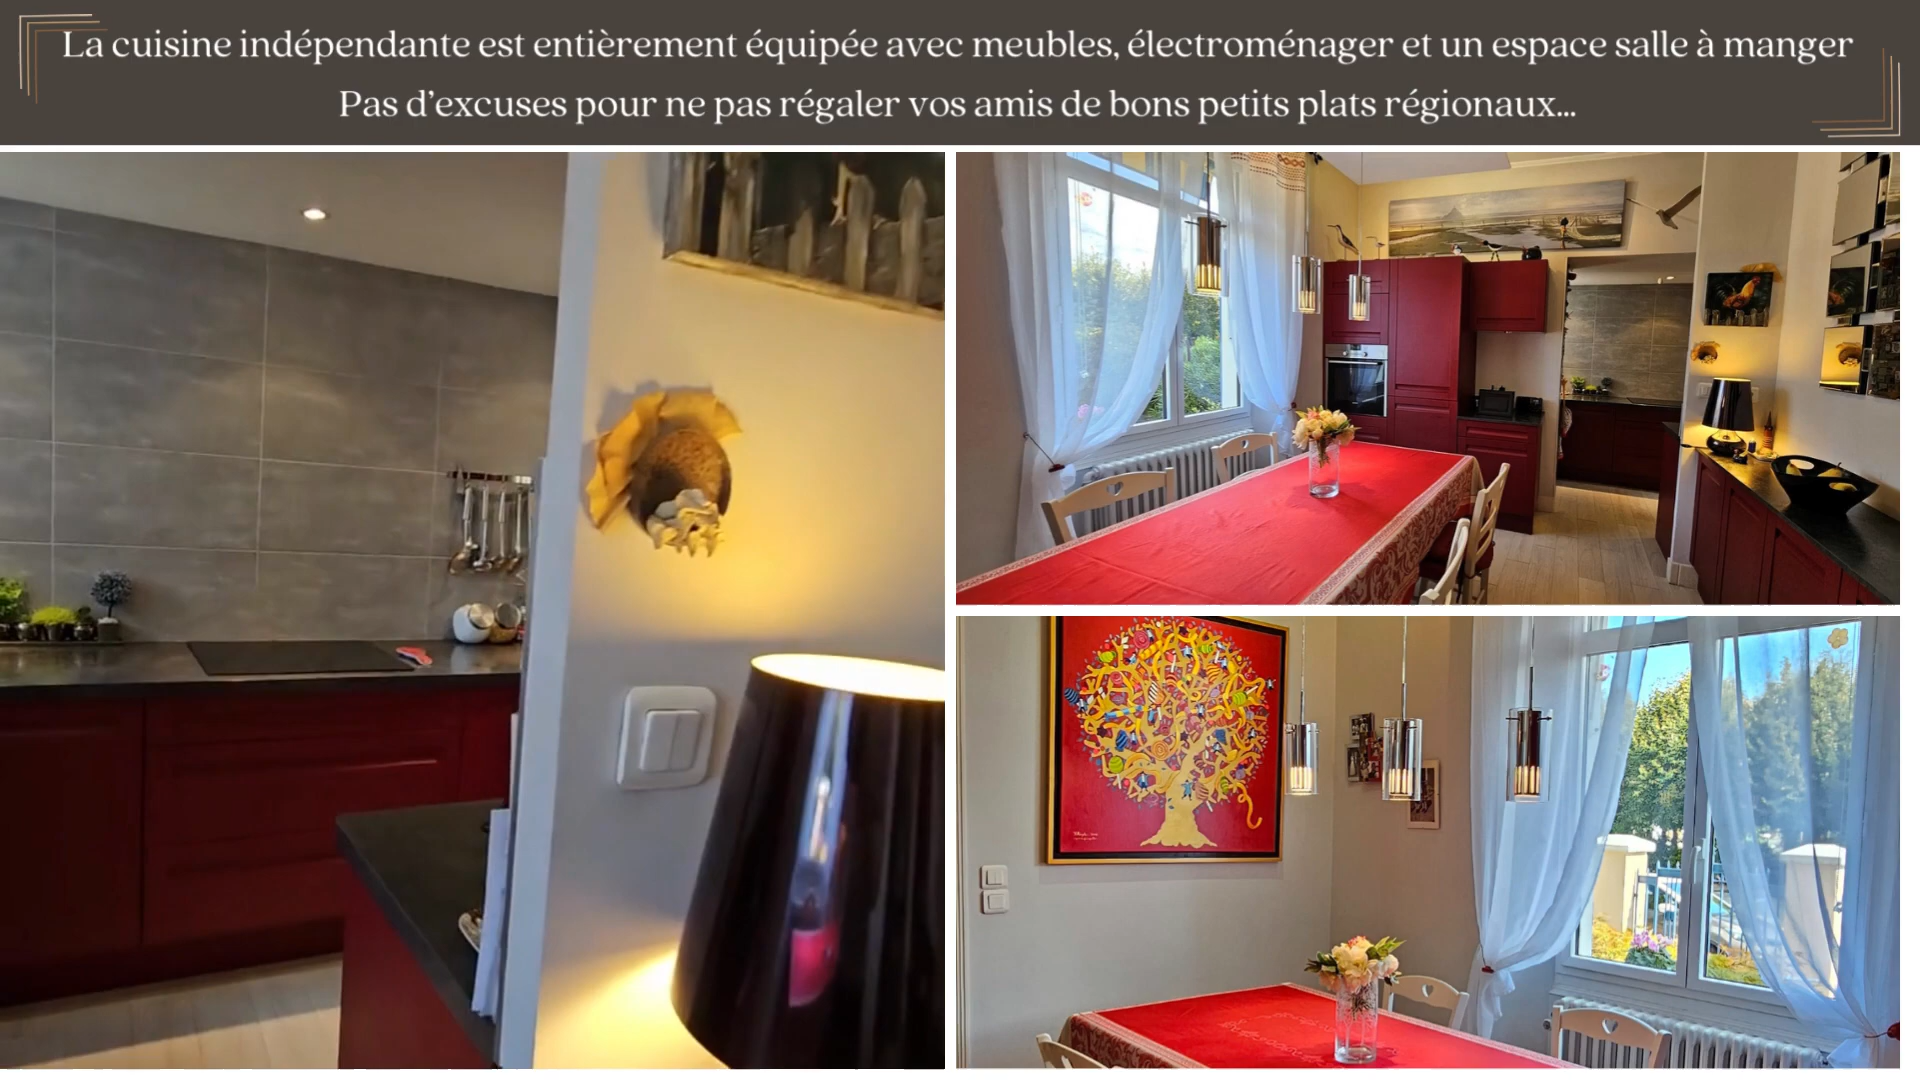 La cuisine indépendante est entièrement équipée avec meubles, électroménager et un espace salle à manger
Pas d’excuses pour ne pas régaler vos amis de bons petits plats régionaux...